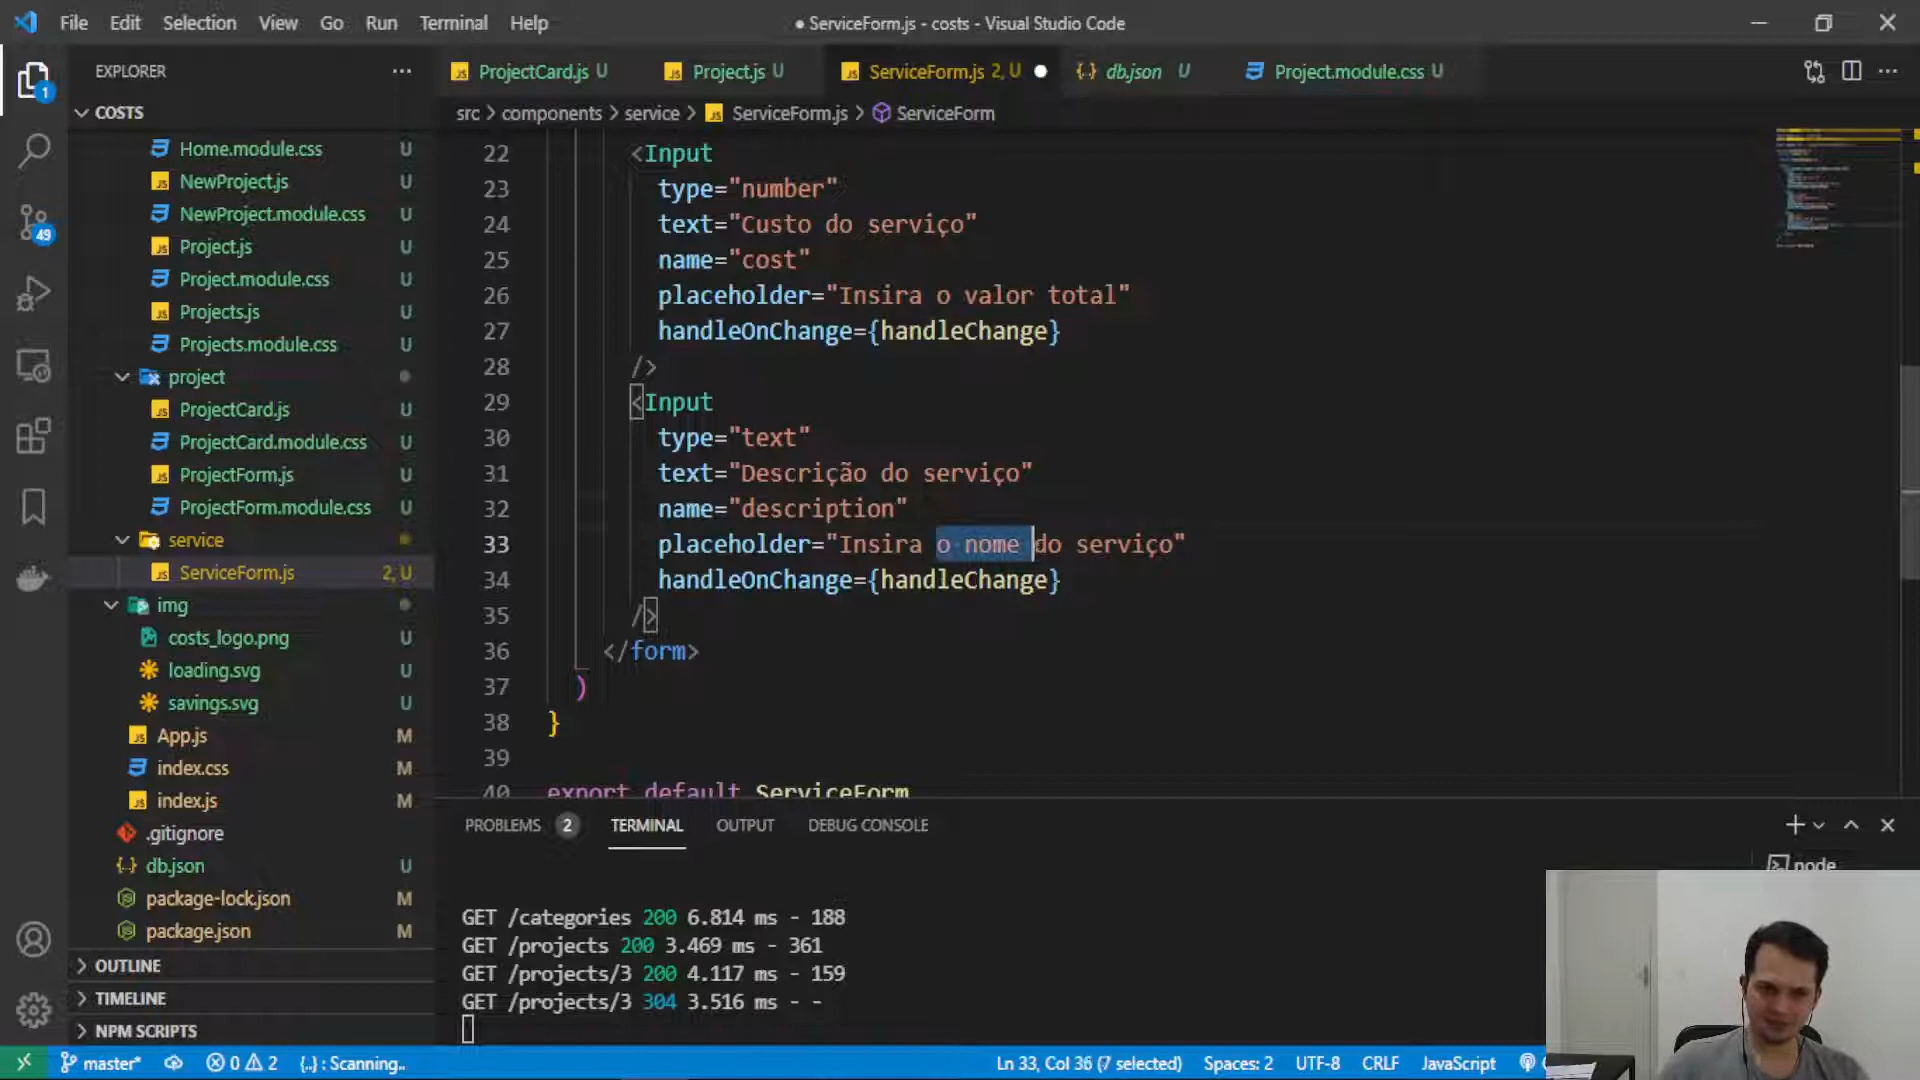 File Edit Selection View Go Run Terminal Help
● ServiceForm.js - costs - Visual Studio Code
EXPLORER
ProjectCard.js U
Project.js U
ServiceForm.js 2, U
db.json U
Project.module.css U
COSTS
src > components > service > ServiceForm.js > ServiceForm
Home.module.css U
NewProject.js U
NewProject.module.css U
Project.js U
Project.module.css U
Projects.js U
Projects.module.css U
project
ProjectCard.js U
ProjectCard.module.css U
ProjectForm.js U
ProjectForm.module.css U
service
ServiceForm.js 2, U
img
costs_logo.png U
loading.svg U
savings.svg U
App.js M
index.css M
index.js M
.gitignore
db.json U
package-lock.json M
package.json M
OUTLINE
TIMELINE
NPM SCRIPTS
1
49
22 <Input
23 type="number"
24 text="Custo do serviço"
25 name="cost"
26 placeholder="Insira o valor total"
27 handleOnChange={handleChange}
28 />
29 <Input
30 type="text"
31 text="Descrição do serviço"
32 name="description"
33 placeholder="Insira o nome do serviço"
34 handleOnChange={handleChange}
35 />
36 </form>
37 )
38 }
39
40 export default ServiceForm
PROBLEMS 2 TERMINAL OUTPUT DEBUG CONSOLE
node
GET /categories 200 6.814 ms - 188
GET /projects 200 3.469 ms - 361
GET /projects/3 200 4.117 ms - 159
GET /projects/3 304 3.516 ms - -
master* 0 2 {..} : Scanning.. Ln 33, Col 36 (7 selected) Spaces: 2 UTF-8 CRLF JavaScript